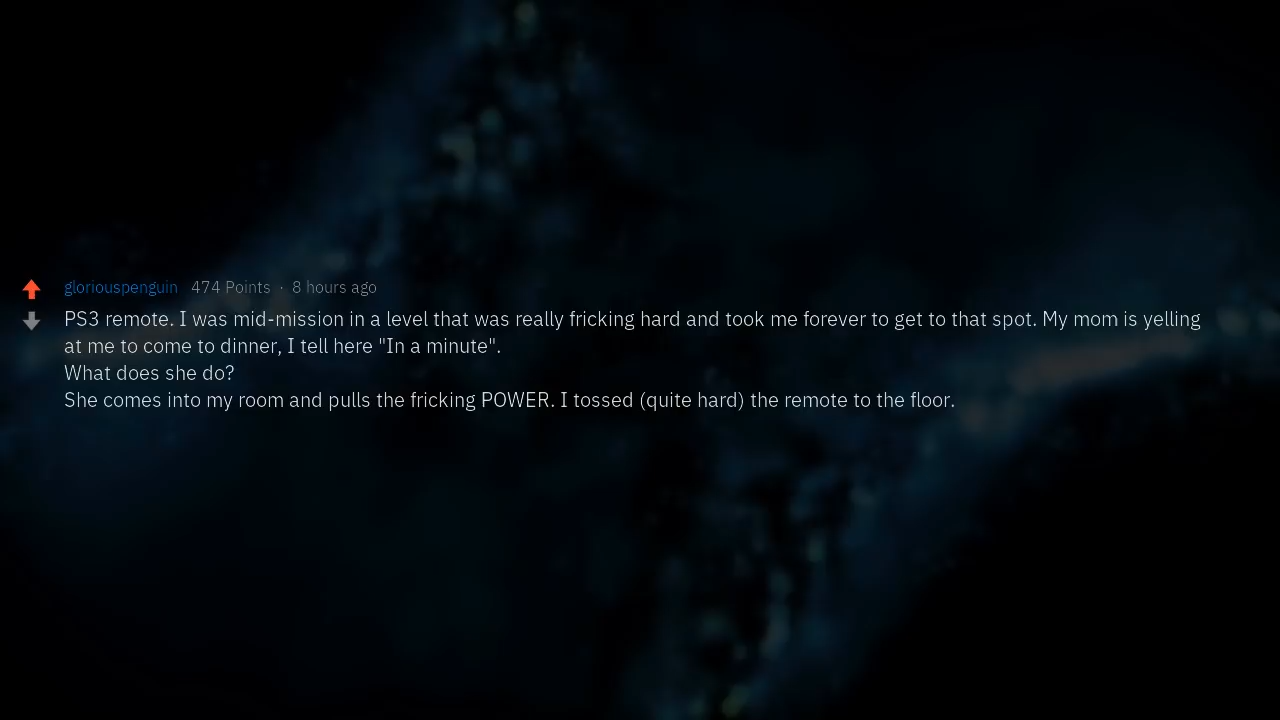 gloriouspenguin 474 Points · 8 hours ago
PS3 remote. I was mid-mission in a level that was really fricking hard and took me forever to get to that spot. My mom is yelling
at me to come to dinner, I tell here "In a minute".
What does she do?
She comes into my room and pulls the fricking POWER. I tossed (quite hard) the remote to the floor.